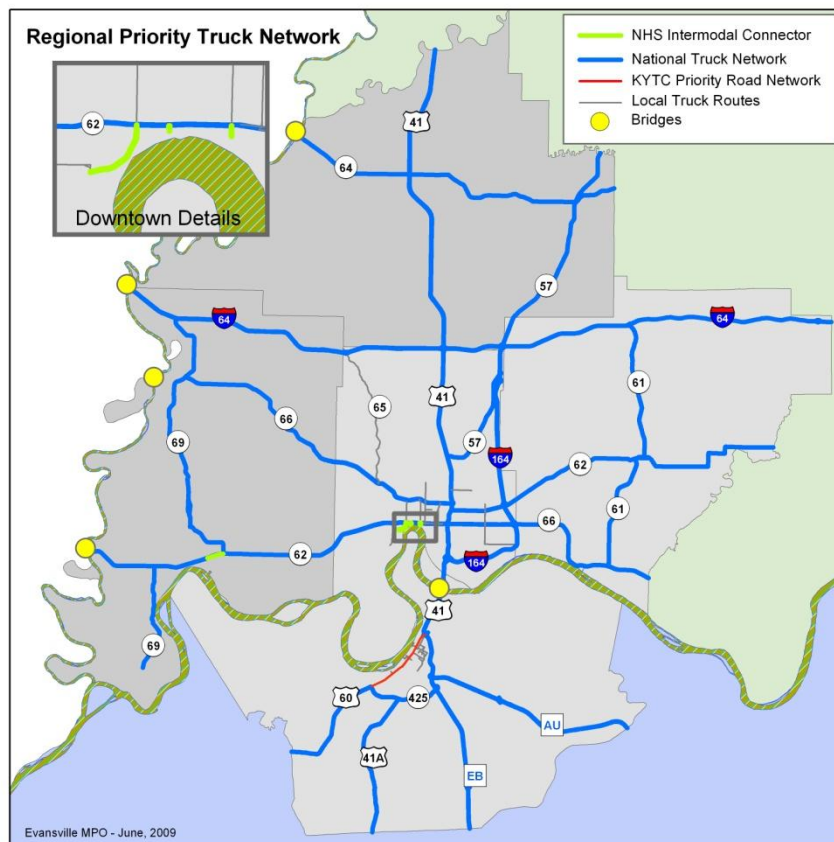 Regional Priority Truck Network
NHS Intermodal Connector
National Truck Network
KYTC Priority Road Network
Local Truck Routes
Bridges
62
Downtown Details
41
64
57
64
64
41
65
61
66
69
57
164
62
61
66
62
164
69
41
60
425
AU
41A
EB
Evansville MPO - June, 2009